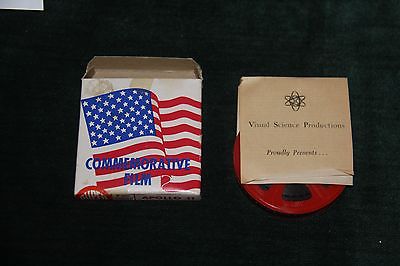 COMMEMORATIVE
FILM
Visual Science Productions
Proudly Presents...